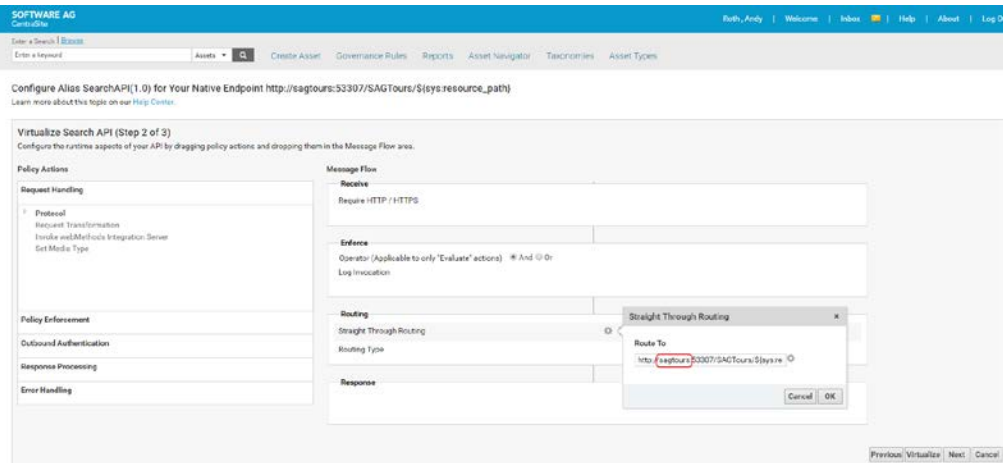 SOFTWARE AG
CentraSite
Roth, Andy | Welcome | Inbox | Help | About | Log O
Enter a Search | Browse
Enter a keyword Assets Create Asset Governance Rules Reports Asset Navigator Taxonomies Asset Types
Configure Alias SearchAPI(1.0) for Your Native Endpoint http://sagtours:53307/SAGTours/${sys:resource_path}
Learn more about this topic on our Help Center.
Virtualize Search API (Step 2 of 3)
Configure the runtime aspects of your API by dragging policy actions and dropping them in the Message Flow area.
Policy Actions
Request Handling
Protocol
Request Transformation
Invoke webMethods Integration Server
Set Media Type
Policy Enforcement
Outbound Authentication
Response Processing
Error Handling
Message Flow
Receive
Require HTTP / HTTPS
Enforce
Operator (Applicable to only "Evaluate" actions) And Or
Log Invocation
Routing
Straight Through Routing
Routing Type
Response
Straight Through Routing
Route To
http://sagtours:53307/SAGTours/${sys:re
Cancel OK
Previous Virtualize Next Cancel